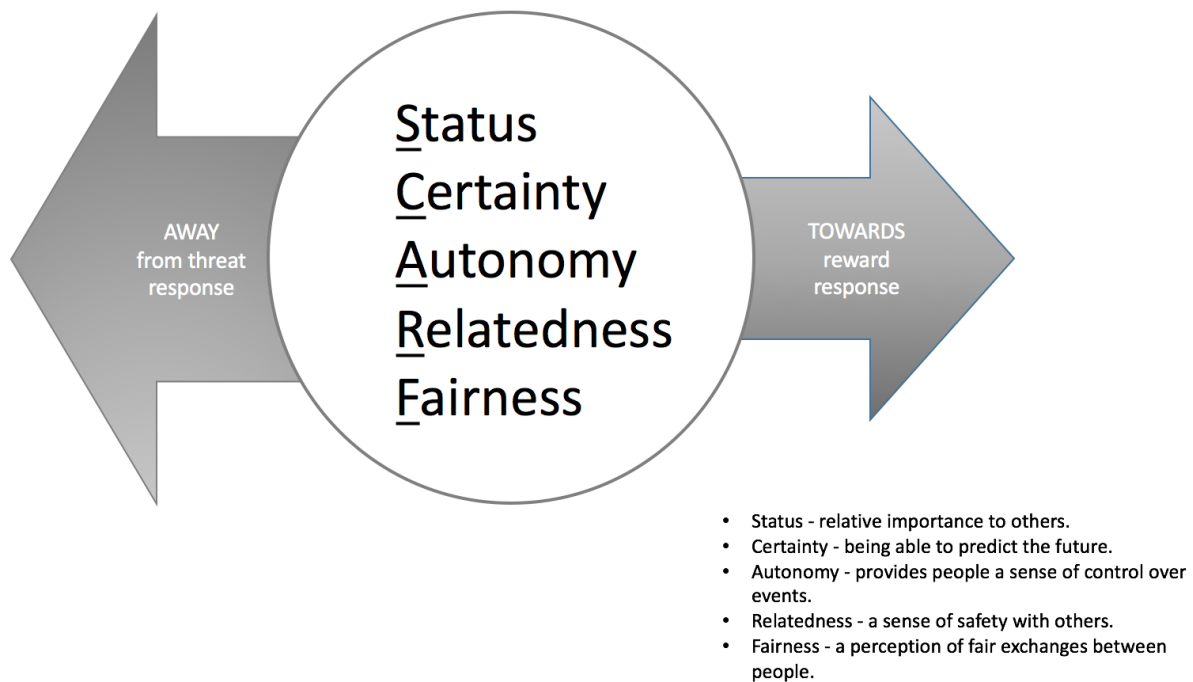 AWAY
from threat
response
Status
Certainty
Autonomy
Relatedness
Fairness
TOWARDS
reward
response
• Status - relative importance to others.
• Certainty - being able to predict the future.
• Autonomy - provides people a sense of control over
events.
• Relatedness - a sense of safety with others.
• Fairness - a perception of fair exchanges between
people.